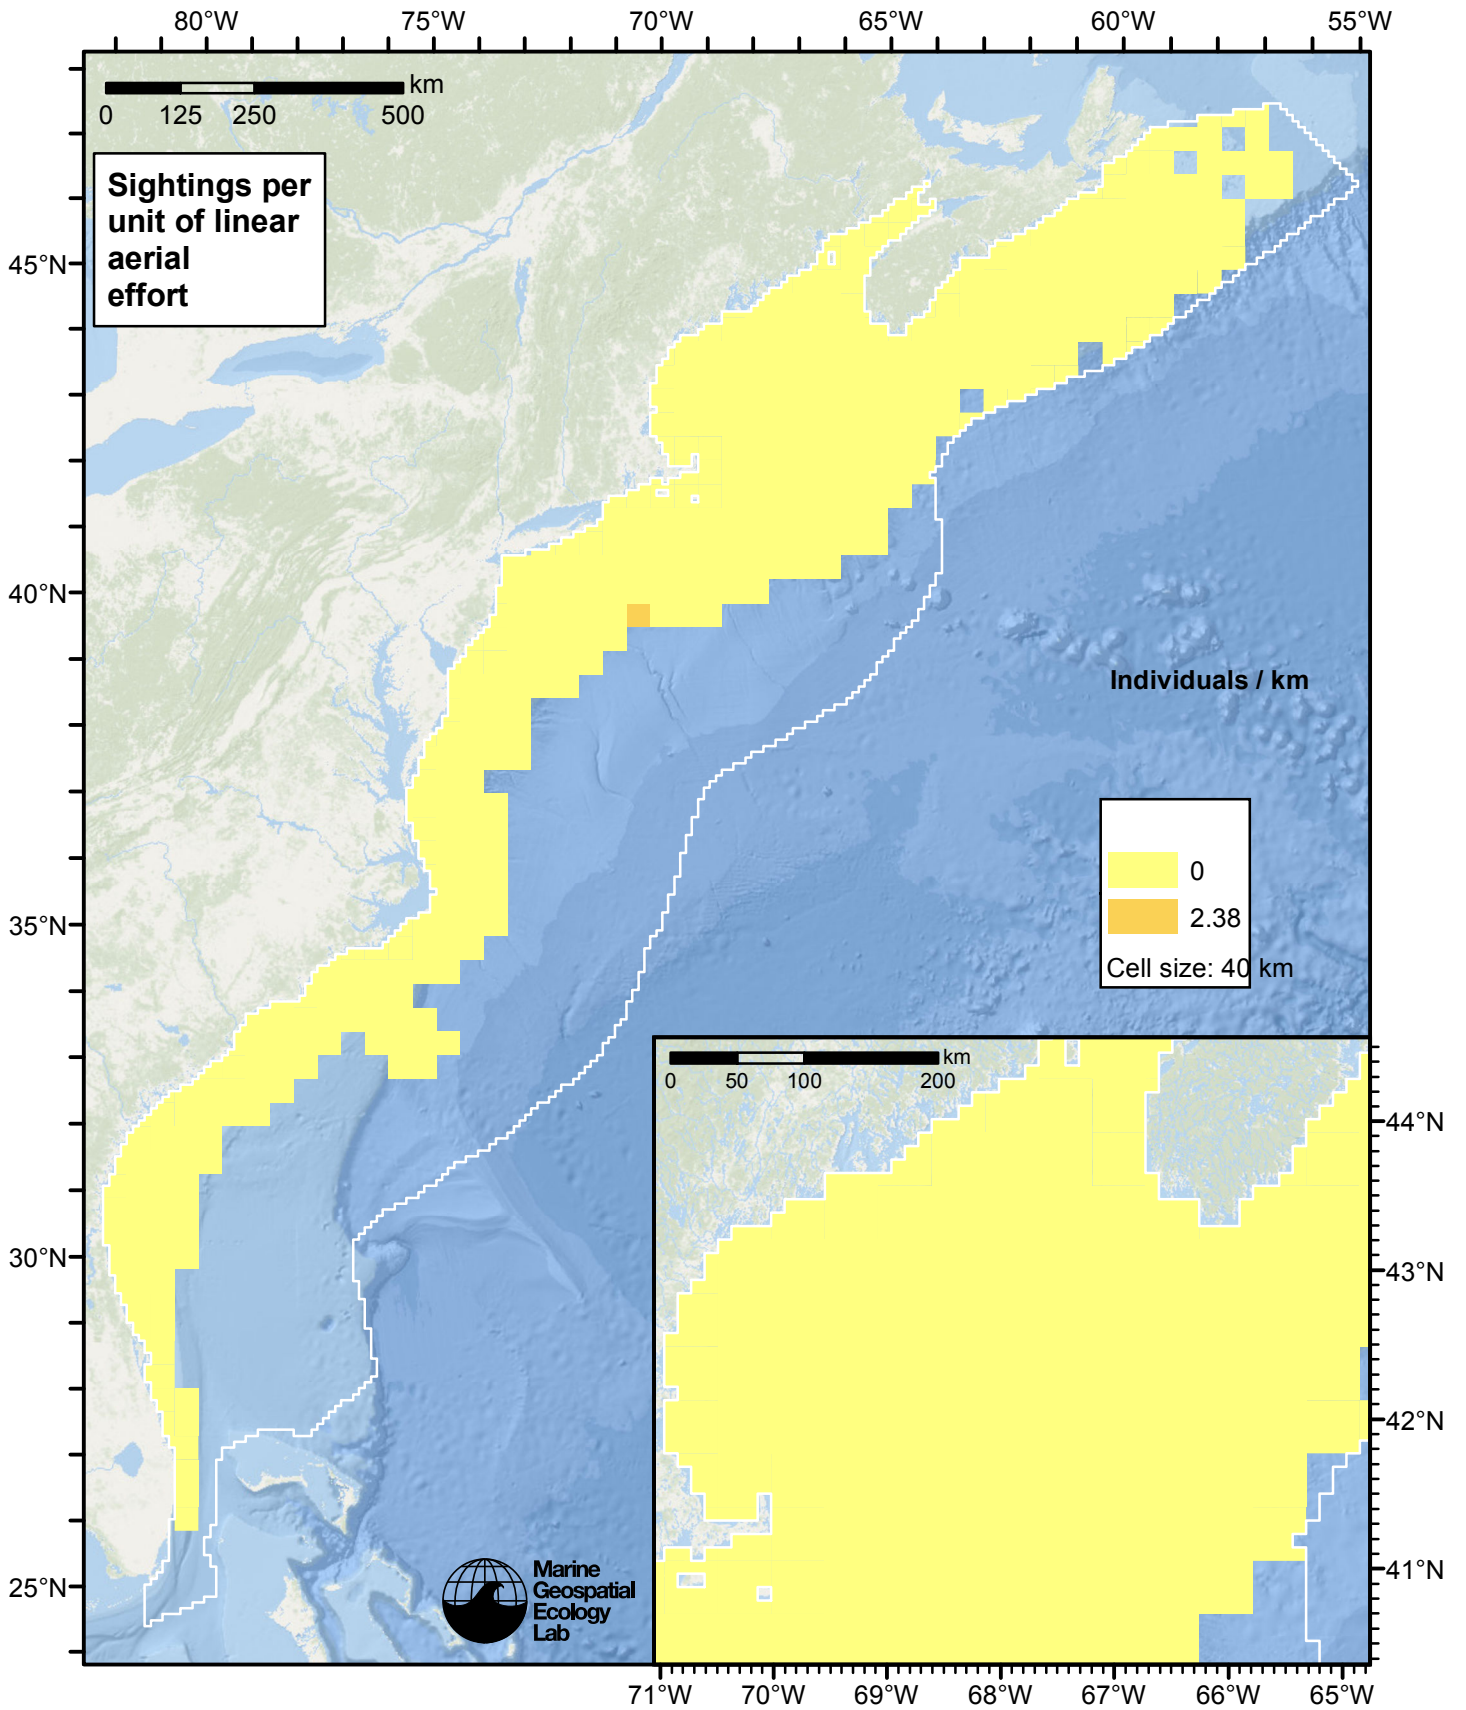 80°W 75°W 70°W 65°W 60°W 55°W
km
0 125 250 500
Sightings per
unit of linear
aerial
effort
45°N
40°N
35°N
30°N
25°N
Individuals / km
0
2.38
Cell size: 40 km
km
0 50 100 200
44°N
43°N
42°N
41°N
Marine
Geospatial
Ecology
Lab
71°W 70°W 69°W 68°W 67°W 66°W 65°W